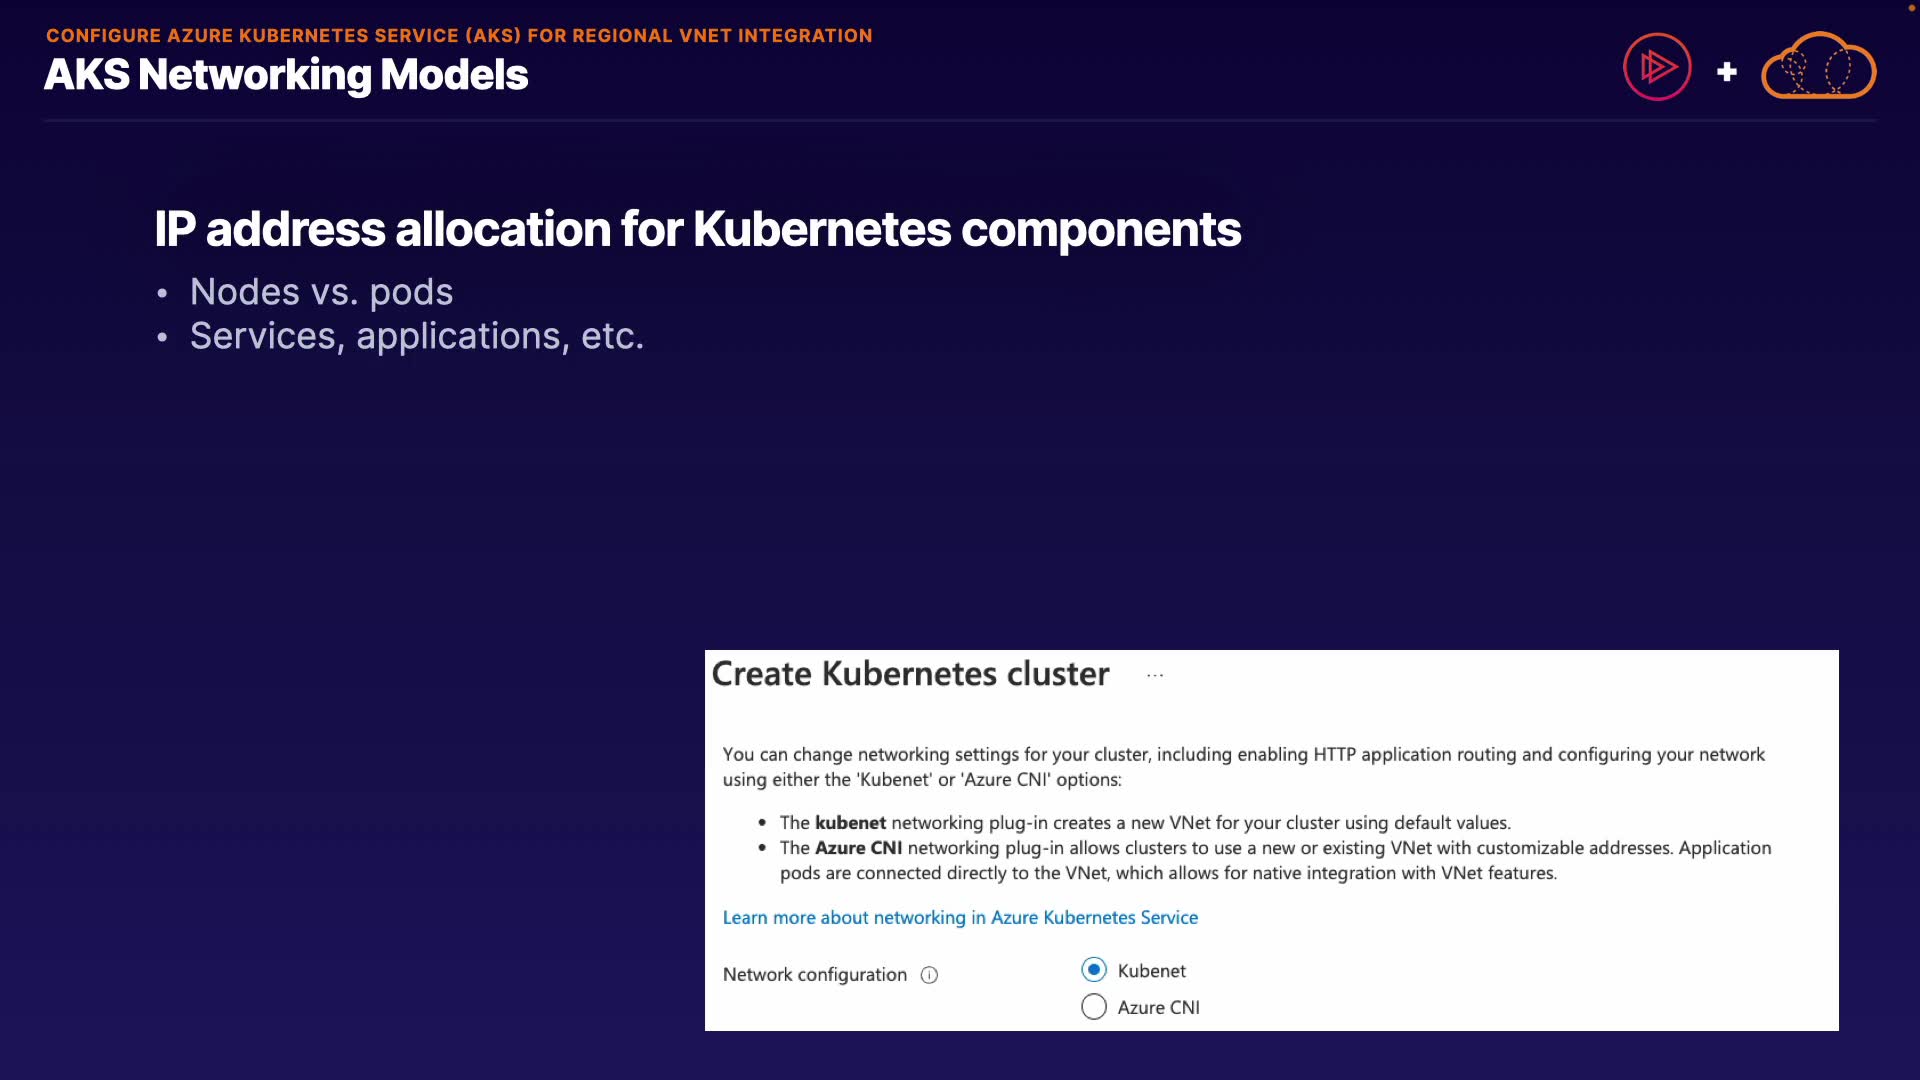 CONFIGURE AZURE KUBERNETES SERVICE (AKS) FOR REGIONAL VNET INTEGRATION
AKS Networking Models
IP address allocation for Kubernetes components
• Nodes vs. pods
• Services, applications, etc.
Create Kubernetes cluster ...
You can change networking settings for your cluster, including enabling HTTP application routing and configuring your network
using either the 'Kubenet' or 'Azure CNI' options:
• The kubenet networking plug-in creates a new VNet for your cluster using default values.
• The Azure CNI networking plug-in allows clusters to use a new or existing VNet with customizable addresses. Application
pods are connected directly to the VNet, which allows for native integration with VNet features.
Learn more about networking in Azure Kubernetes Service
Network configuration
Kubenet
Azure CNI